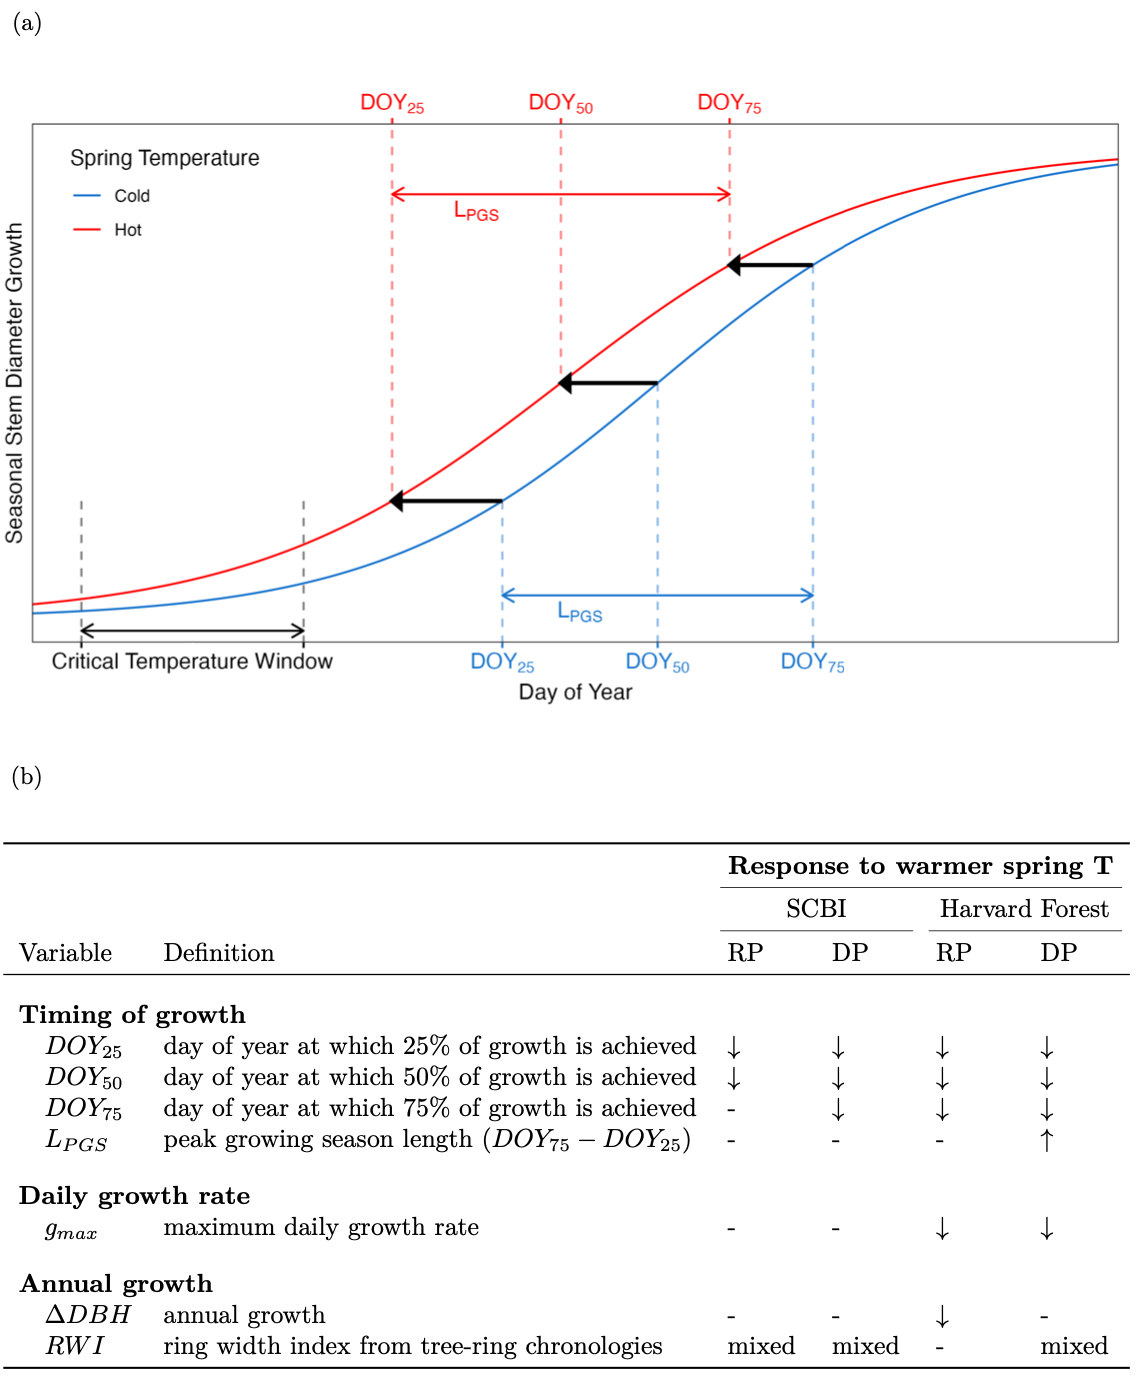 (a)
DOY25 DOY50 DOY75
Spring Temperature
Cold
Hot
LPGS
Seasonal Stem Diameter Growth
LPGS
Critical Temperature Window
DOY25 DOY50 DOY75
Day of Year
(b)
Response to warmer spring T
SCBI Harvard Forest
Variable Definition RP DP RP DP
Timing of growth
DOY25 day of year at which 25% of growth is achieved ↓ ↓ ↓ ↓
DOY50 day of year at which 50% of growth is achieved ↓ ↓ ↓ ↓
DOY75 day of year at which 75% of growth is achieved - ↓ ↓ ↓
LPGS peak growing season length (DOY75 − DOY25) - - - ↑
Daily growth rate
gmax maximum daily growth rate - - ↓ ↓
Annual growth
ΔDBH annual growth - - ↓ -
RWI ring width index from tree-ring chronologies mixed mixed - mixed